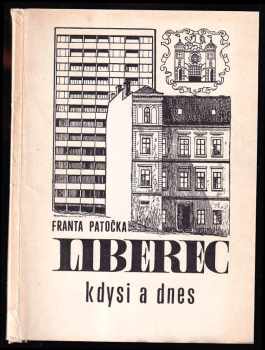 FRANTA PATOČKA
LIBEREC
kdysi a dnes